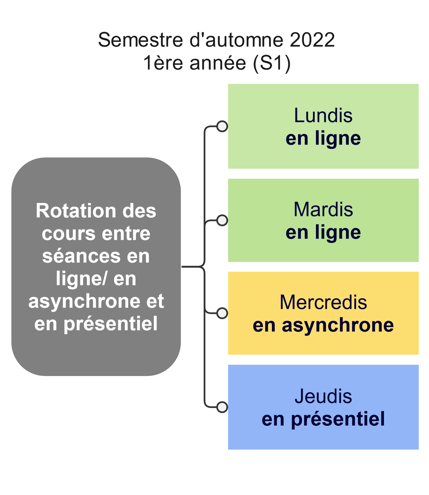 Semestre d'automne 2022
1ère année (S1)
Rotation des
cours entre
séances en
ligne/ en
asynchrone et
en présentiel
Lundis
en ligne
Mardis
en ligne
Mercredis
en asynchrone
Jeudis
en présentiel